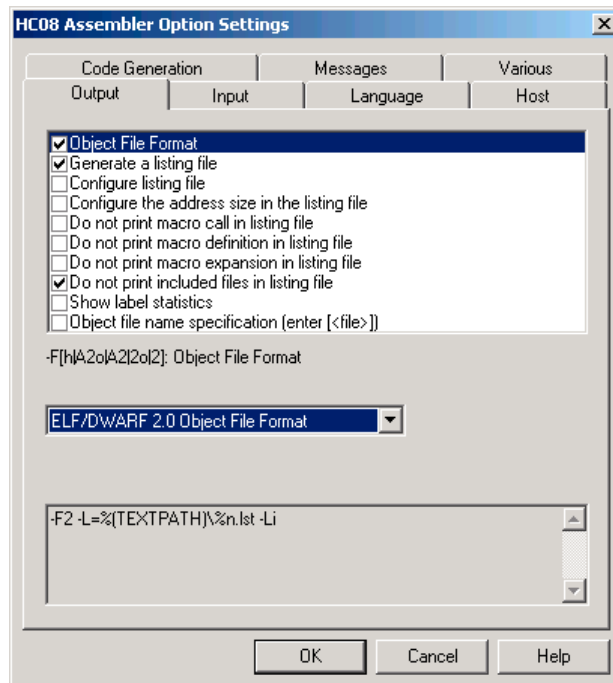 HC08 Assembler Option Settings
Code Generation Messages Various
Output Input Language Host
Object File Format
Generate a listing file
Configure listing file
Configure the address size in the listing file
Do not print macro call in listing file
Do not print macro definition in listing file
Do not print macro expansion in listing file
Do not print included files in listing file
Show label statistics
Object file name specification (enter [<file>])
-F[h|A2o|A2|2o|2]: Object File Format
ELF/DWARF 2.0 Object File Format
-F2 -L=%(TEXTPATH)\%n.lst -Li
OK Cancel Help